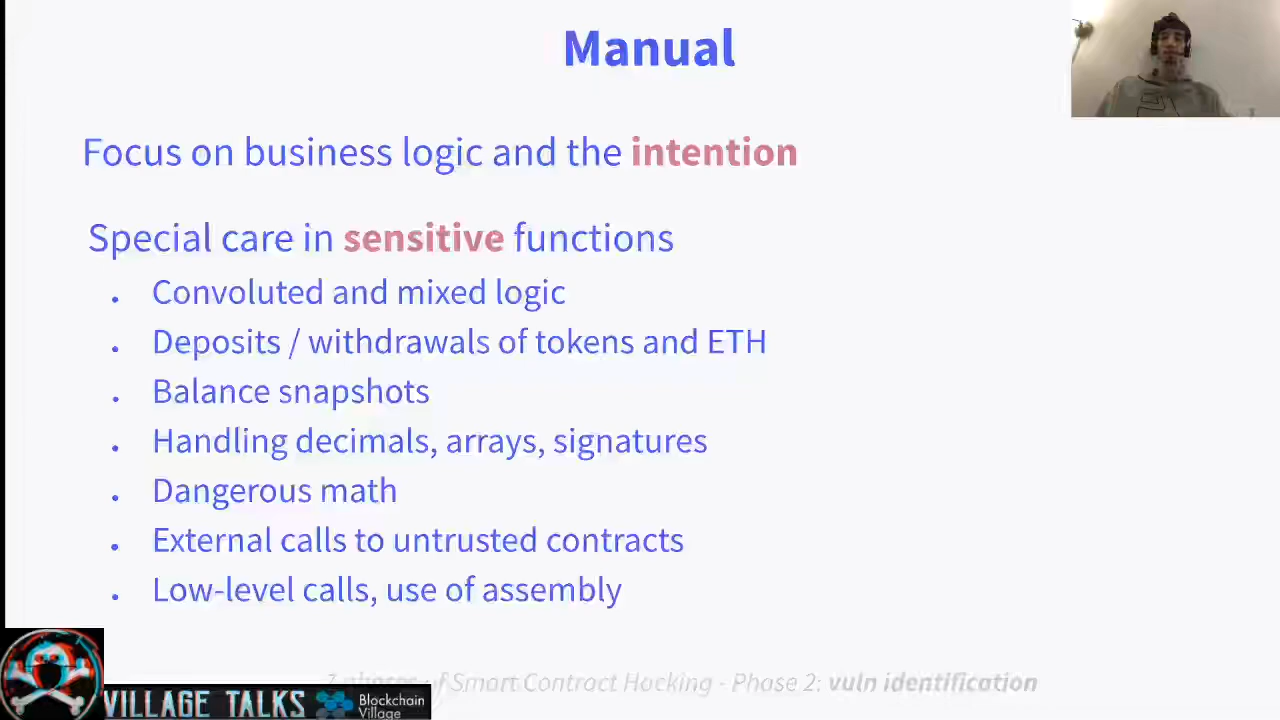 Manual
Focus on business logic and the intention
Special care in sensitive functions
• Convoluted and mixed logic
• Deposits / withdrawals of tokens and ETH
• Balance snapshots
• Handling decimals, arrays, signatures
• Dangerous math
• External calls to untrusted contracts
• Low-level calls, use of assembly
7 phases of Smart Contract Hacking - Phase 2: vuln identification
VILLAGE TALKS
Blockchain
Village